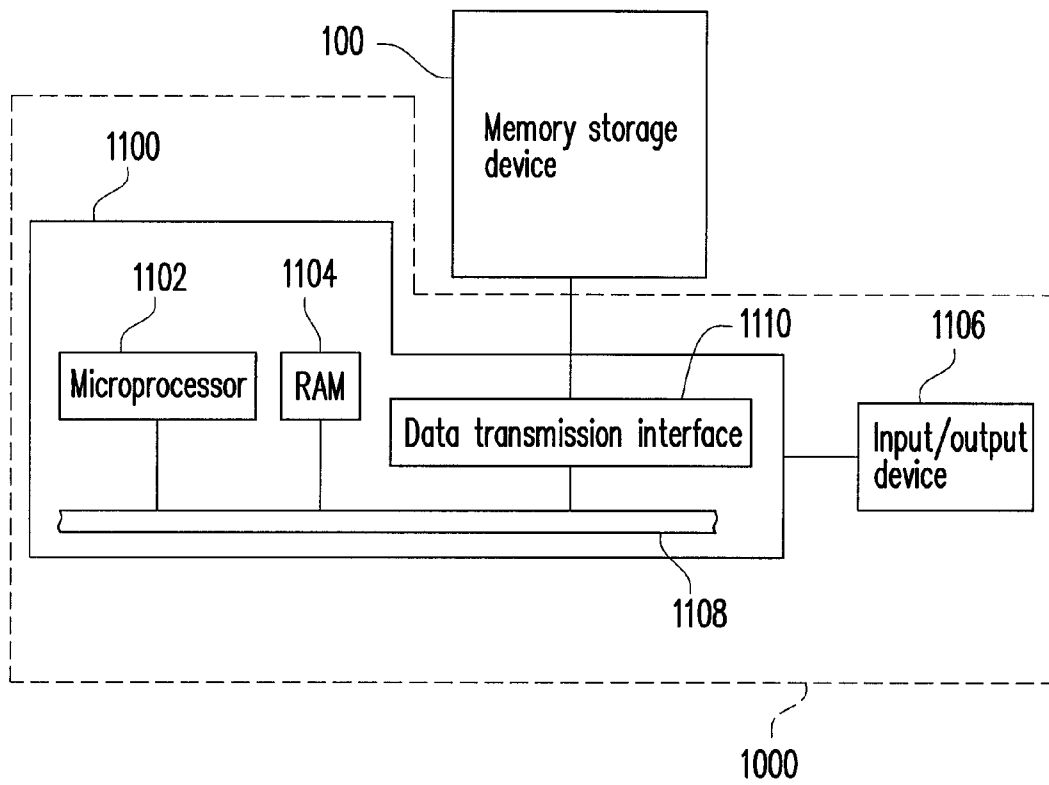 100
Memory storage
device
1100
1102
1104
1110
1106
Microprocessor
RAM
Data transmission interface
Input/output
device
1108
1000